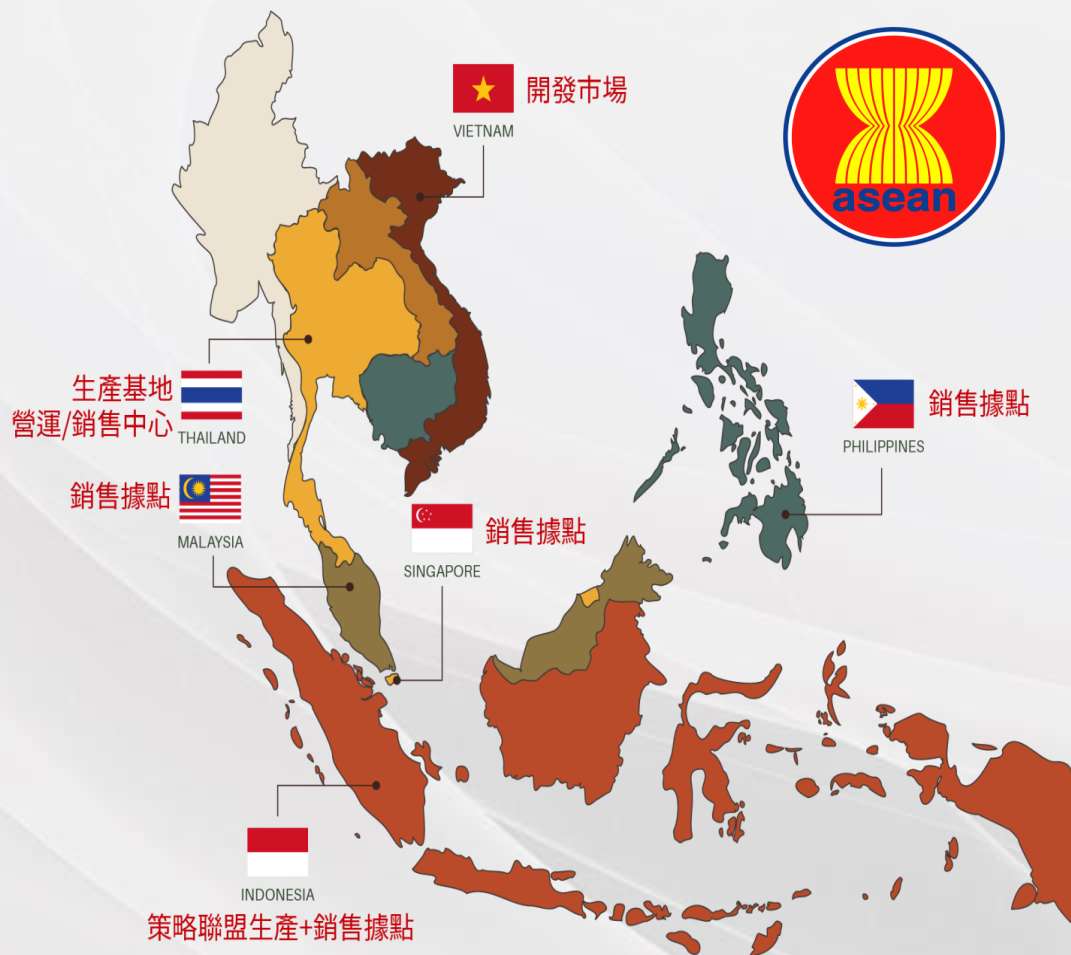 開發市場
VIETNAM
asean
生產基地
營運/銷售中心
THAILAND
銷售據點
PHILIPPINES
銷售據點
MALAYSIA
銷售據點
SINGAPORE
INDONESIA
策略聯盟生產+銷售據點